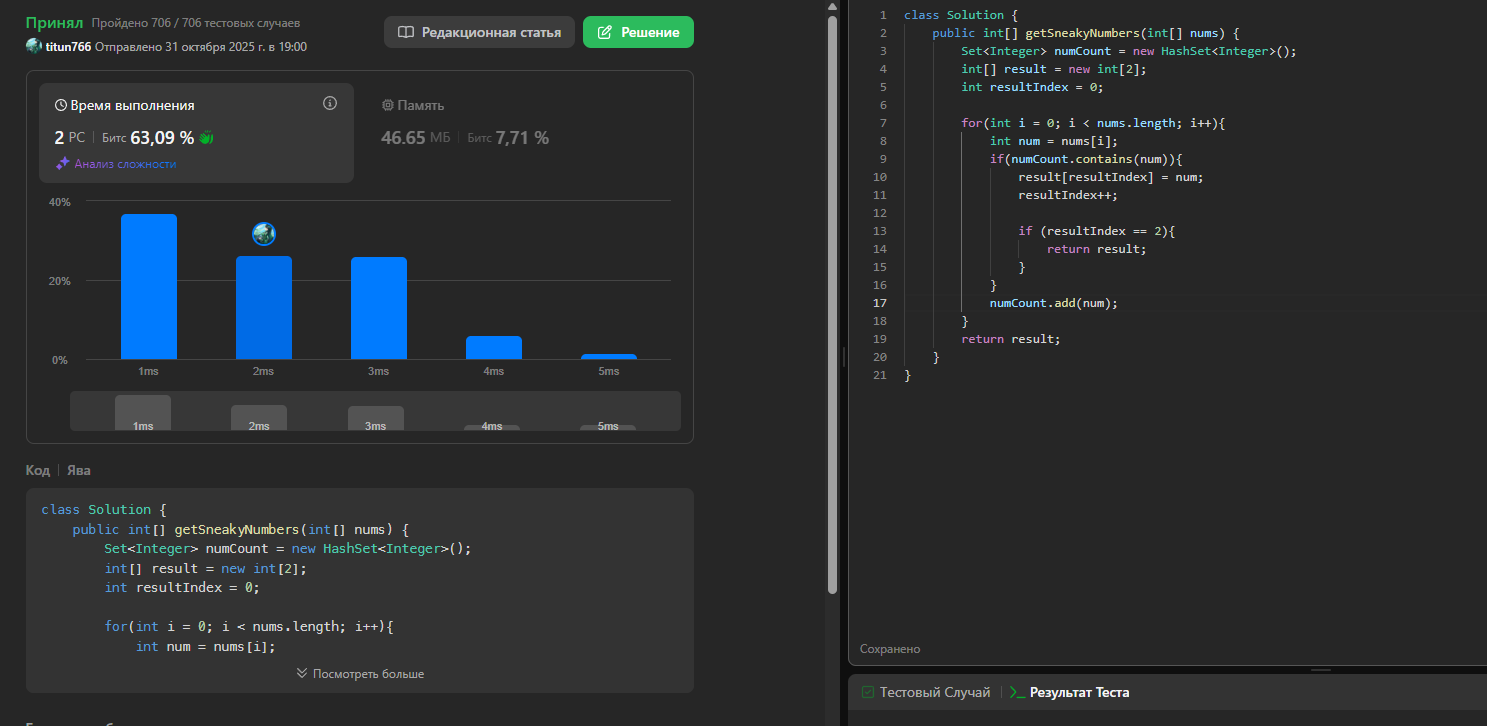 Принял Пройдено 706 / 706 тестовых случаев
titun766 Отправлено 31 октября 2025 г. в 19:00
Редакционная статья
Решение
Время выполнения
2 РС | Битс 63,09 %
Анализ сложности
Память
46.65 МБ | Битс 7,71 %
40%
20%
0%
1ms 2ms 3ms 4ms 5ms
1ms 2ms 3ms 4ms 5ms
Код | Ява
class Solution {
    public int[] getSneakyNumbers(int[] nums) {
        Set<Integer> numCount = new HashSet<Integer>();
        int[] result = new int[2];
        int resultIndex = 0;

        for(int i = 0; i < nums.length; i++){
            int num = nums[i];
Посмотреть больше
1 class Solution {
2     public int[] getSneakyNumbers(int[] nums) {
3         Set<Integer> numCount = new HashSet<Integer>();
4         int[] result = new int[2];
5         int resultIndex = 0;
6
7         for(int i = 0; i < nums.length; i++){
8             int num = nums[i];
9             if(numCount.contains(num)){
10                 result[resultIndex] = num;
11                 resultIndex++;
12
13                 if (resultIndex == 2){
14                     return result;
15                 }
16             }
17             numCount.add(num);
18         }
19         return result;
20     }
21 }
Сохранено
Тестовый Случай | Результат Теста